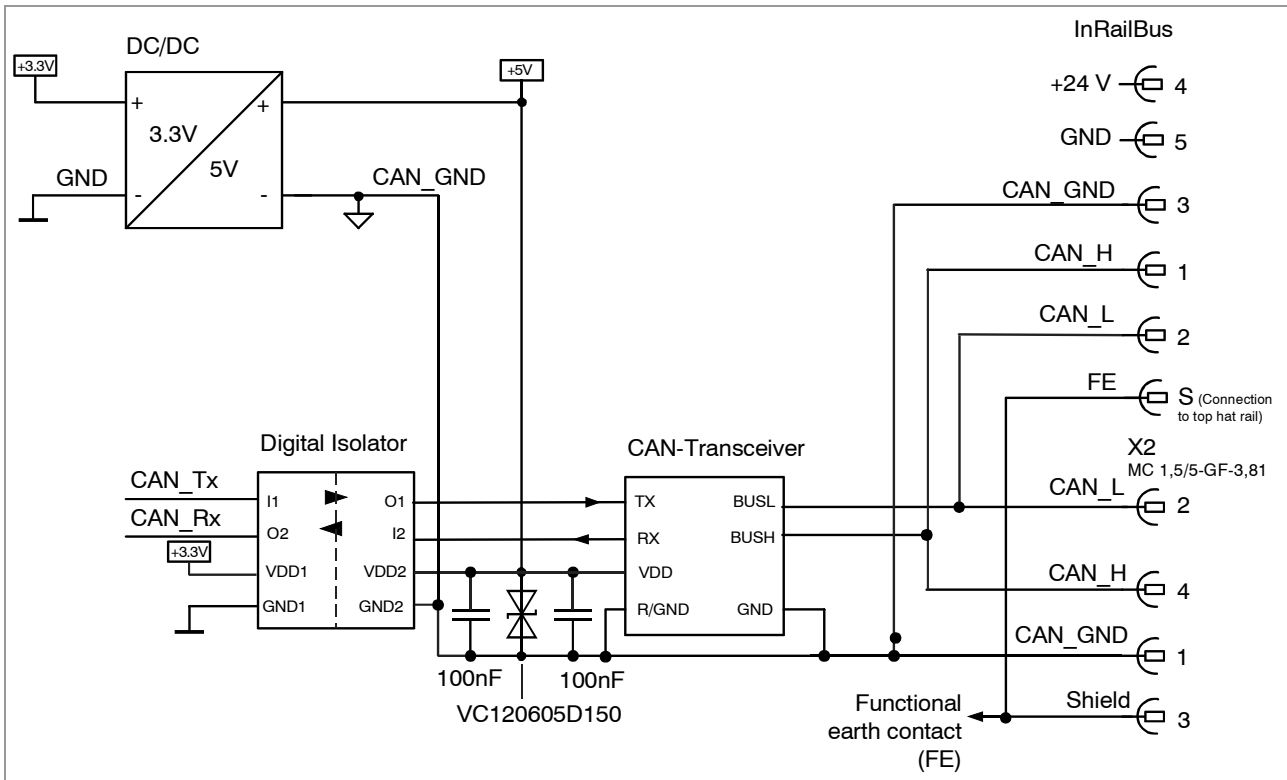 InRailBus
DC/DC
+3.3V
+5V
+
+
3.3V
5V
GND
-
-
CAN_GND
+24 V
4
GND
5
CAN_GND
3
CAN_H
1
CAN_L
2
FE
S (Connection
to top hat rail)
X2
MC 1,5/5-GF-3,81
CAN_L
2
CAN_H
4
CAN_GND
1
Shield
3
Digital Isolator
CAN_Tx
CAN_Rx
+3.3V
I1
O1
O2
I2
VDD1
VDD2
GND1
GND2
CAN-Transceiver
TX
BUSL
RX
BUSH
VDD
R/GND
GND
100nF
100nF
VC120605D150
Functional
earth contact
(FE)